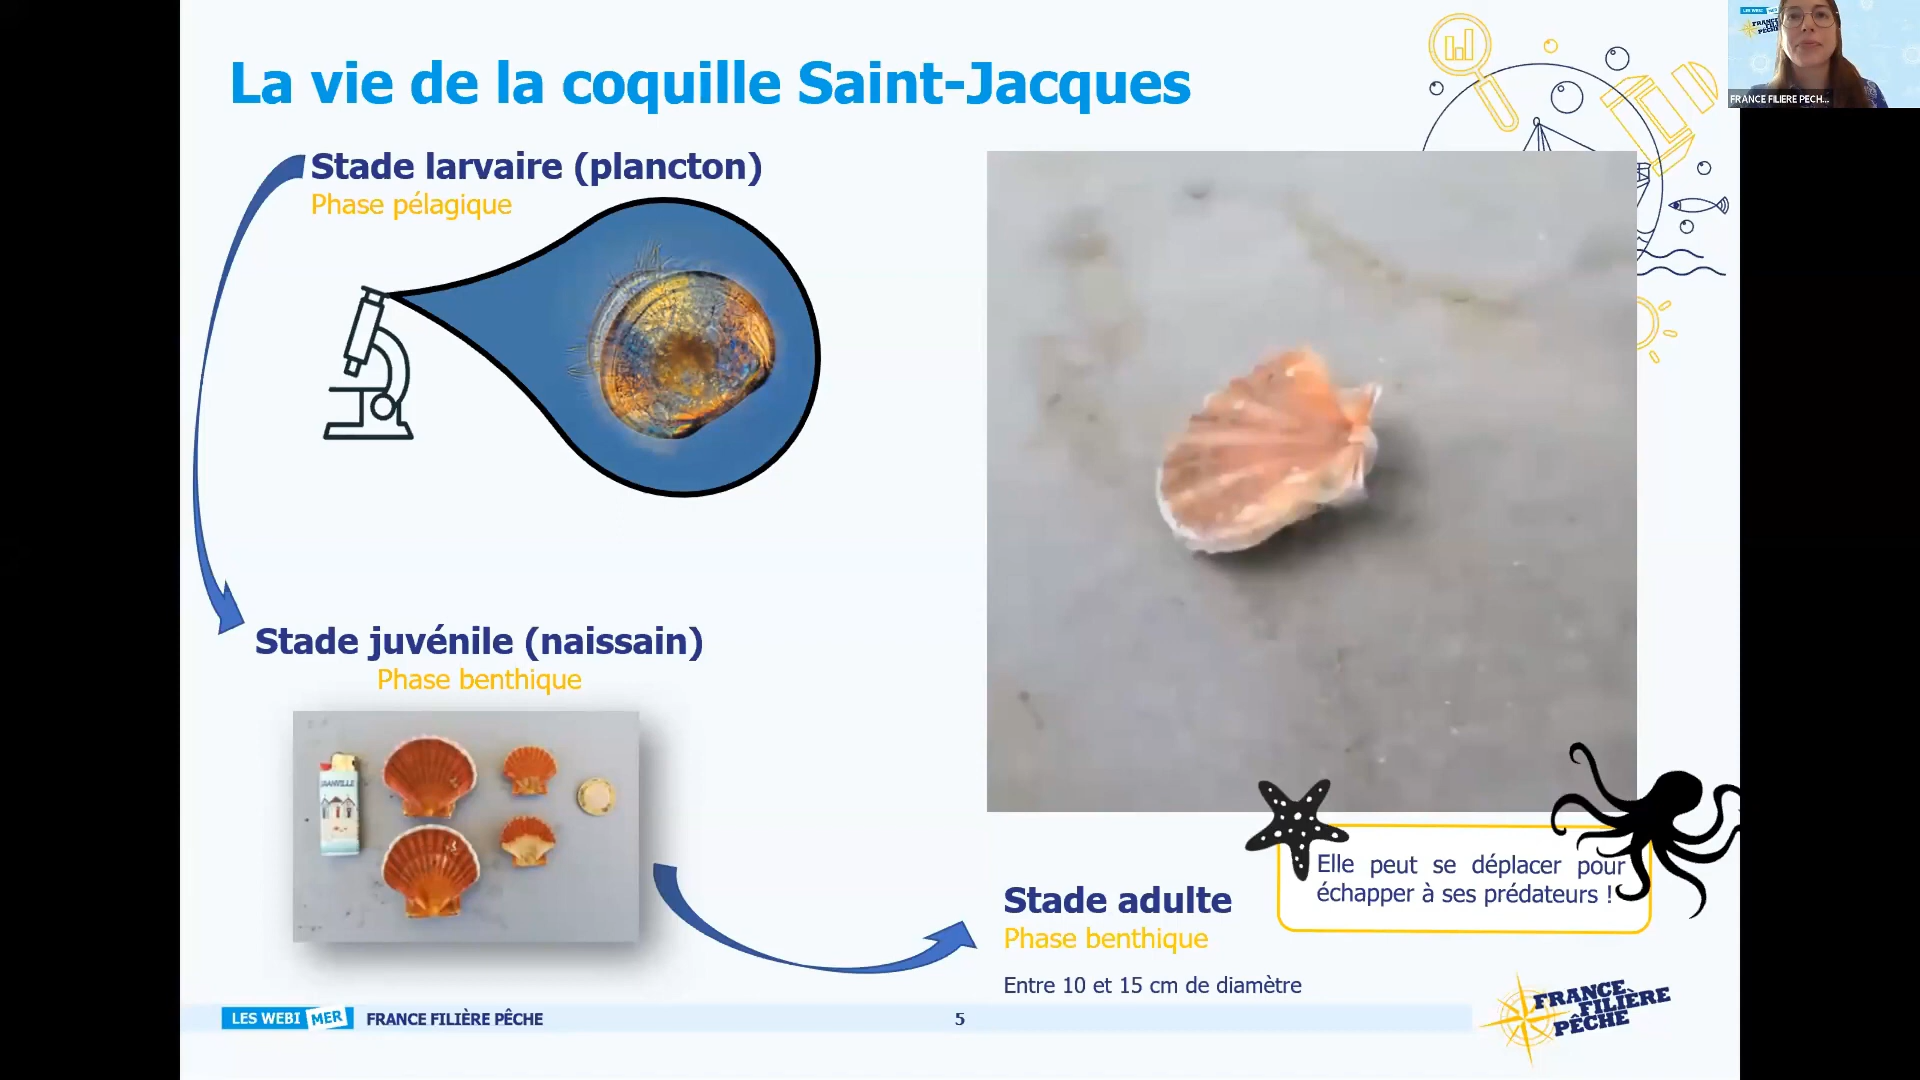 La vie de la coquille Saint-Jacques
Stade larvaire (plancton)
Phase pélagique
Stade juvénile (naissain)
Phase benthique
Stade adulte
Phase benthique
Entre 10 et 15 cm de diamètre
Elle peut se déplacer pour
échapper à ses prédateurs !
LES WEBI MER FRANCE FILIÈRE PÊCHE
5
FRANCE
FILIÈRE
PÊCHE
LES WEBI
FRANCE FILIERE PECH...